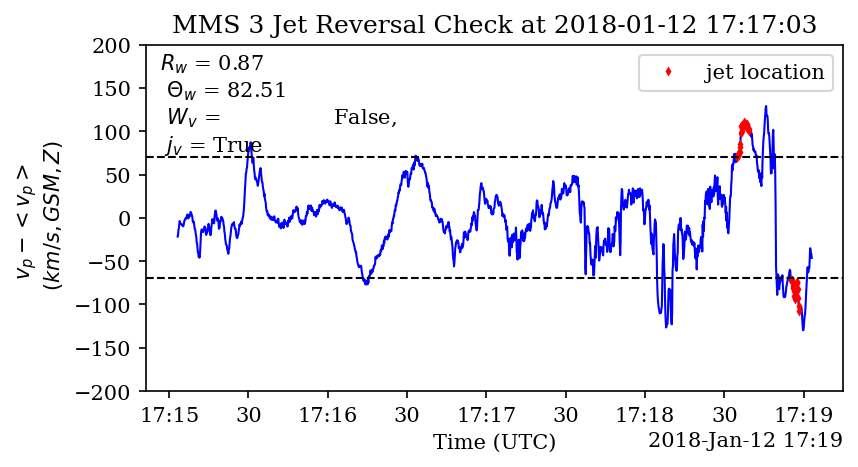 MMS 3 Jet Reversal Check at 2018-01-12 17:17:03
R_w = 0.87
Θ_w = 82.51
W_v = False,
j_v = True
jet location
v_p − < v_p >
(km/s, GSM, Z)
200
150
100
50
0
−50
−100
−150
−200
17:15 30 17:16 30 17:17 30 17:18 30 17:19
Time (UTC)
2018-Jan-12 17:19